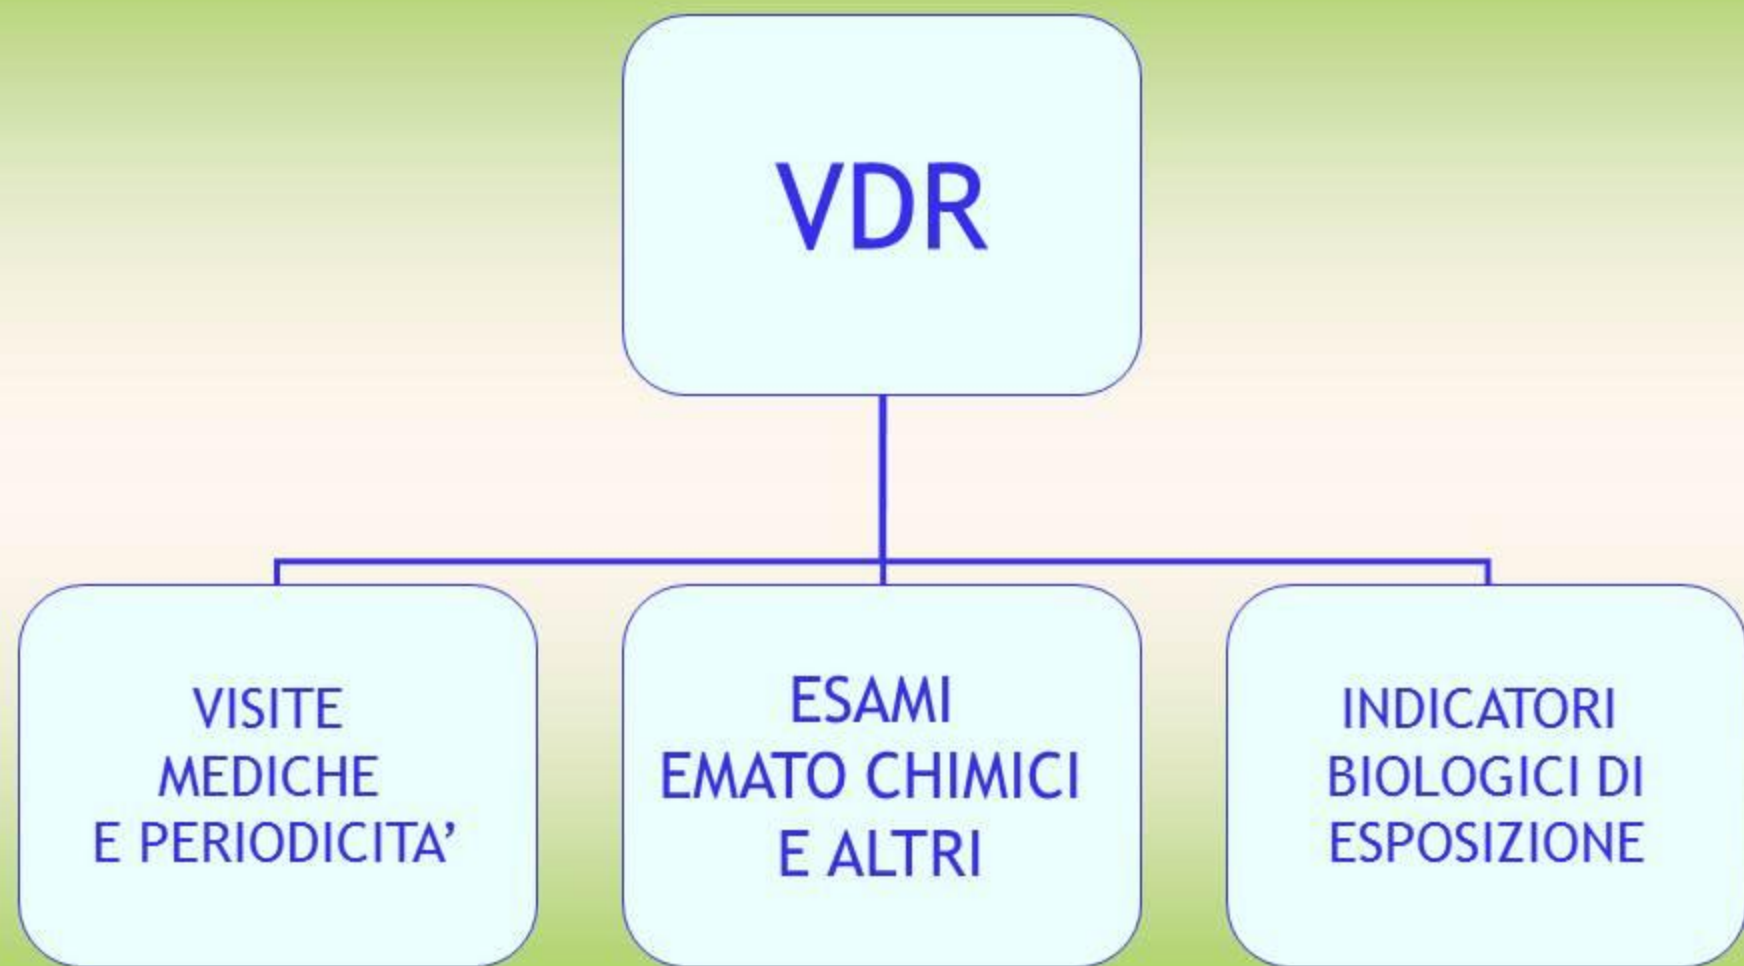 VDR
VISITE
MEDICHE
E PERIODICITA’
ESAMI
EMATO CHIMICI
E ALTRI
INDICATORI
BIOLOGICI DI
ESPOSIZIONE